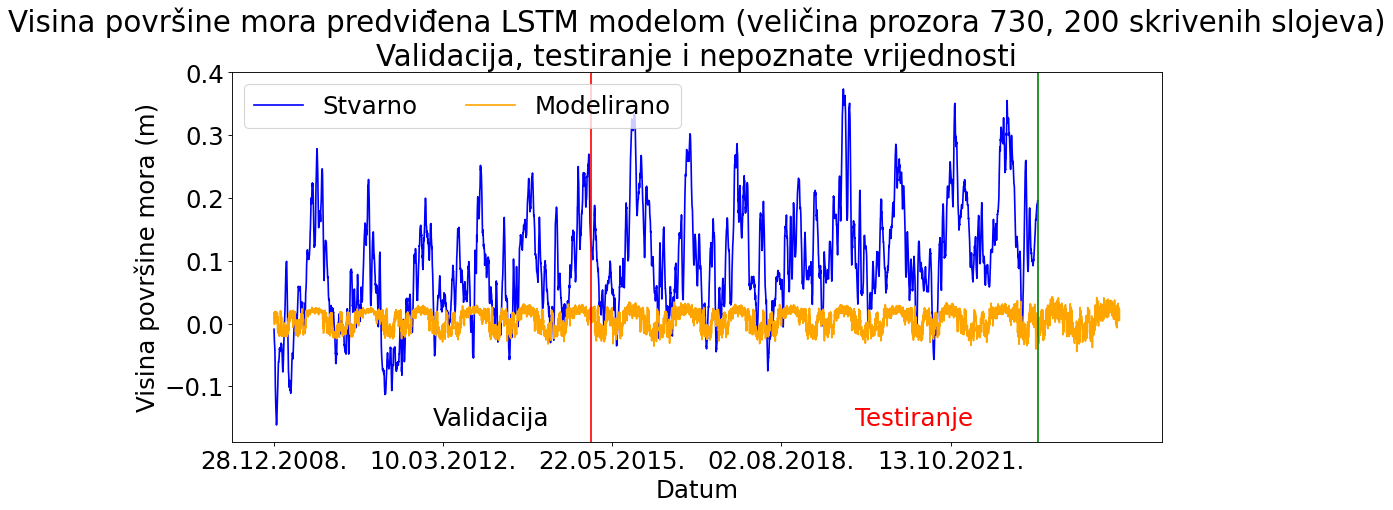 Visina površine mora predviđena LSTM modelom (veličina prozora 730, 200 skrivenih slojeva)
Validacija, testiranje i nepoznate vrijednosti
Stvarno Modelirano
Visina površine mora (m)
0.4
0.3
0.2
0.1
0.0
−0.1
Validacija Testiranje
28.12.2008. 10.03.2012. 22.05.2015. 02.08.2018. 13.10.2021.
Datum